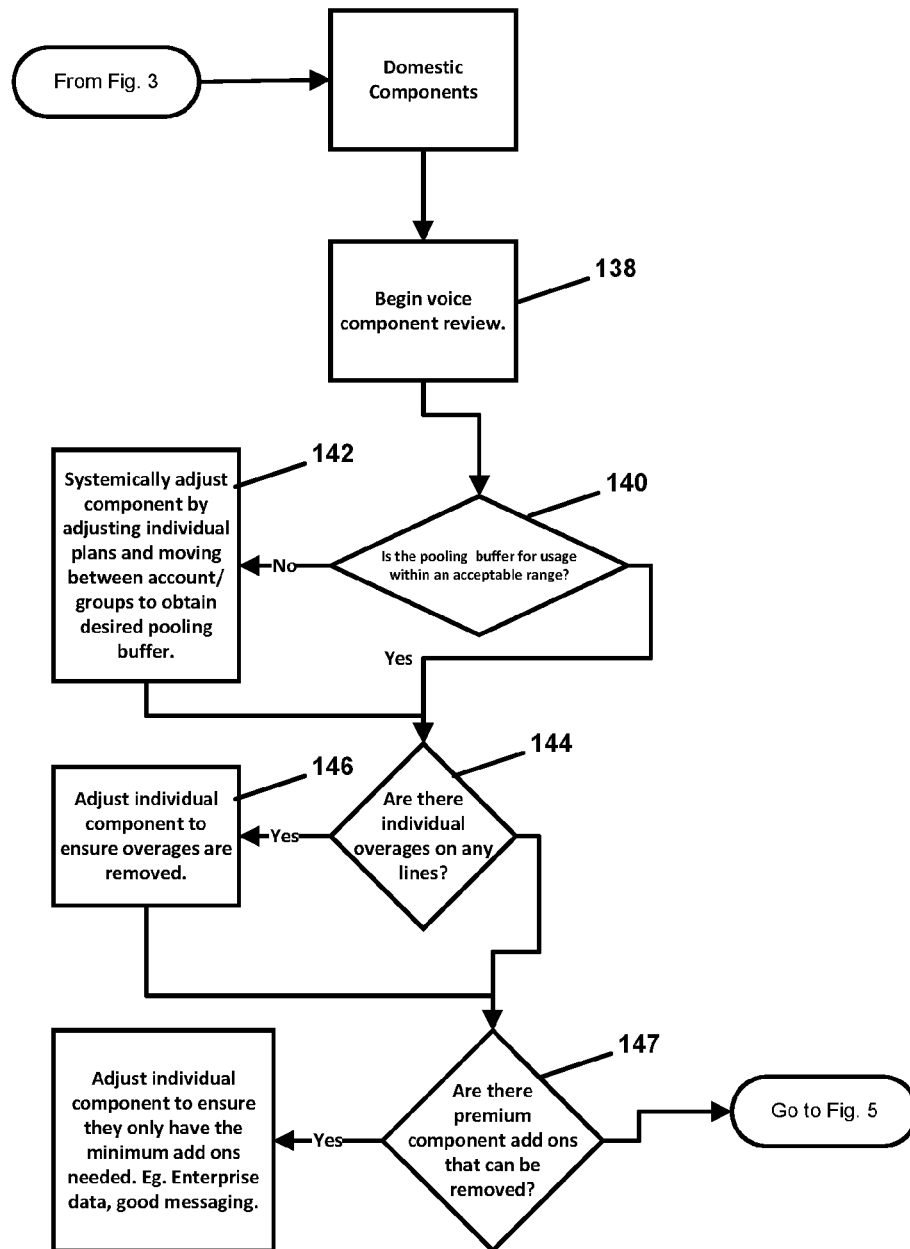 From Fig. 3
Domestic
Components
138
Begin voice
component review.
142
Systemically adjust
component by
adjusting individual
plans and moving
between account/
groups to obtain
desired pooling
buffer.
140
Is the pooling buffer for usage
within an acceptable range?
No
Yes
144
Are there
individual
overages on any
lines?
146
Adjust individual
component to
ensure overages are
removed.
Yes
147
Are there
premium
component add ons
that can be
removed?
Adjust individual
component to ensure
they only have the
minimum add ons
needed. Eg. Enterprise
data, good messaging.
Yes
Go to Fig. 5